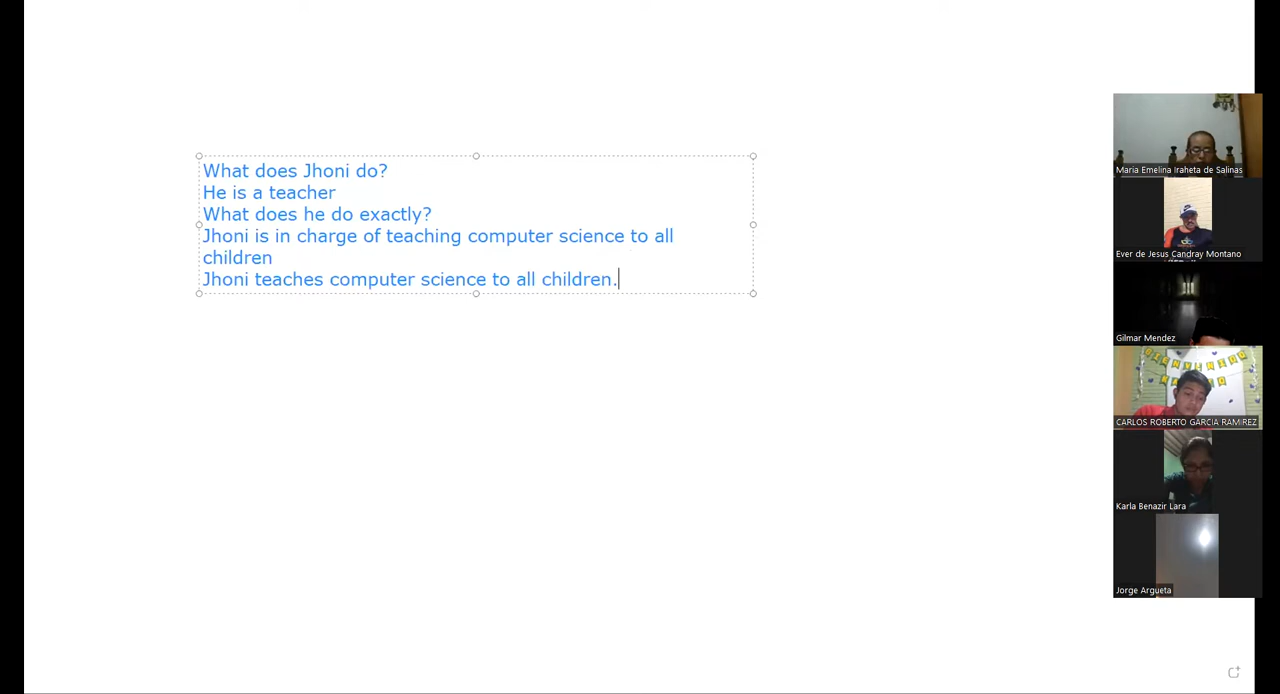 What does Jhoni do?
He is a teacher
What does he do exactly?
Jhoni is in charge of teaching computer science to all
children
Jhoni teaches computer science to all children.
Maria Emelina Iraheta de Salinas
Ever de Jesus Candray Montano
Gilmar Mendez
CARLOS ROBERTO GARCIA RAMIREZ
Karla Benazir Lara
Jorge Argueta